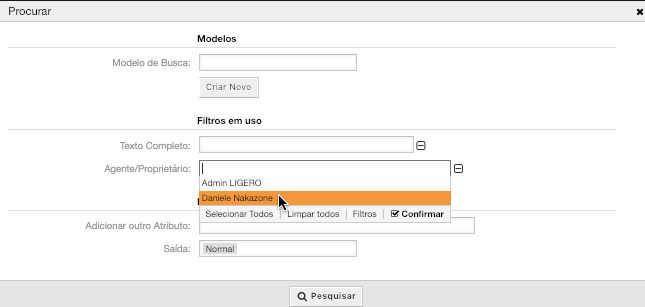 Procurar
Modelos
Modelo de Busca:
Criar Novo
Filtros em uso
Texto Completo:
Agente/Proprietário:
Admin LIGERO
Daniele Nakazone
Selecionar Todos Limpar todos Filtros Confirmar
Adicionar outro Atributo:
Saída: Normal
Pesquisar